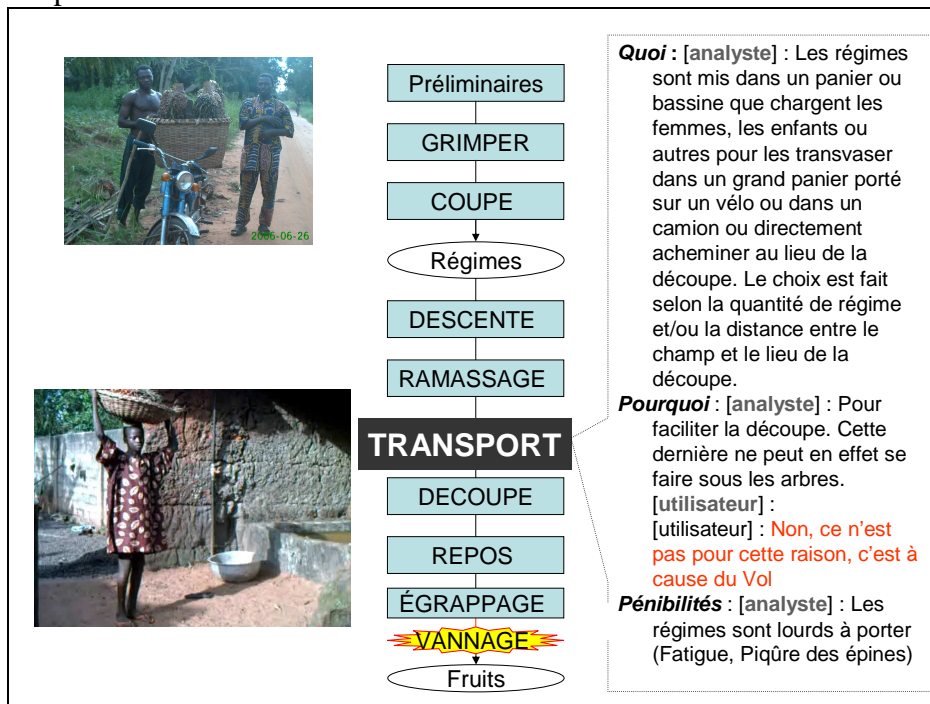 2006-06-26
Préliminaires
GRIMPER
COUPE
Régimes
DESCENTE
RAMASSAGE
TRANSPORT
DECOUPE
REPOS
ÉGRAPPAGE
VANNAGE
Fruits
Quoi : [analyste] : Les régimes
sont mis dans un panier ou
bassine que chargent les
femmes, les enfants ou
autres pour les transvaser
dans un grand panier porté
sur un vélo ou dans un
camion ou directement
acheminer au lieu de la
découpe. Le choix est fait
selon la quantité de régime
et/ou la distance entre le
champ et le lieu de la
découpe.
Pourquoi : [analyste] : Pour
faciliter la découpe. Cette
dernière ne peut en effet se
faire sous les arbres.
[utilisateur] :
[utilisateur] : Non, ce n’est
pas pour cette raison, c’est à
cause du Vol
Pénibilités : [analyste] : Les
régimes sont lourds à porter
(Fatigue, Piqûre des épines)